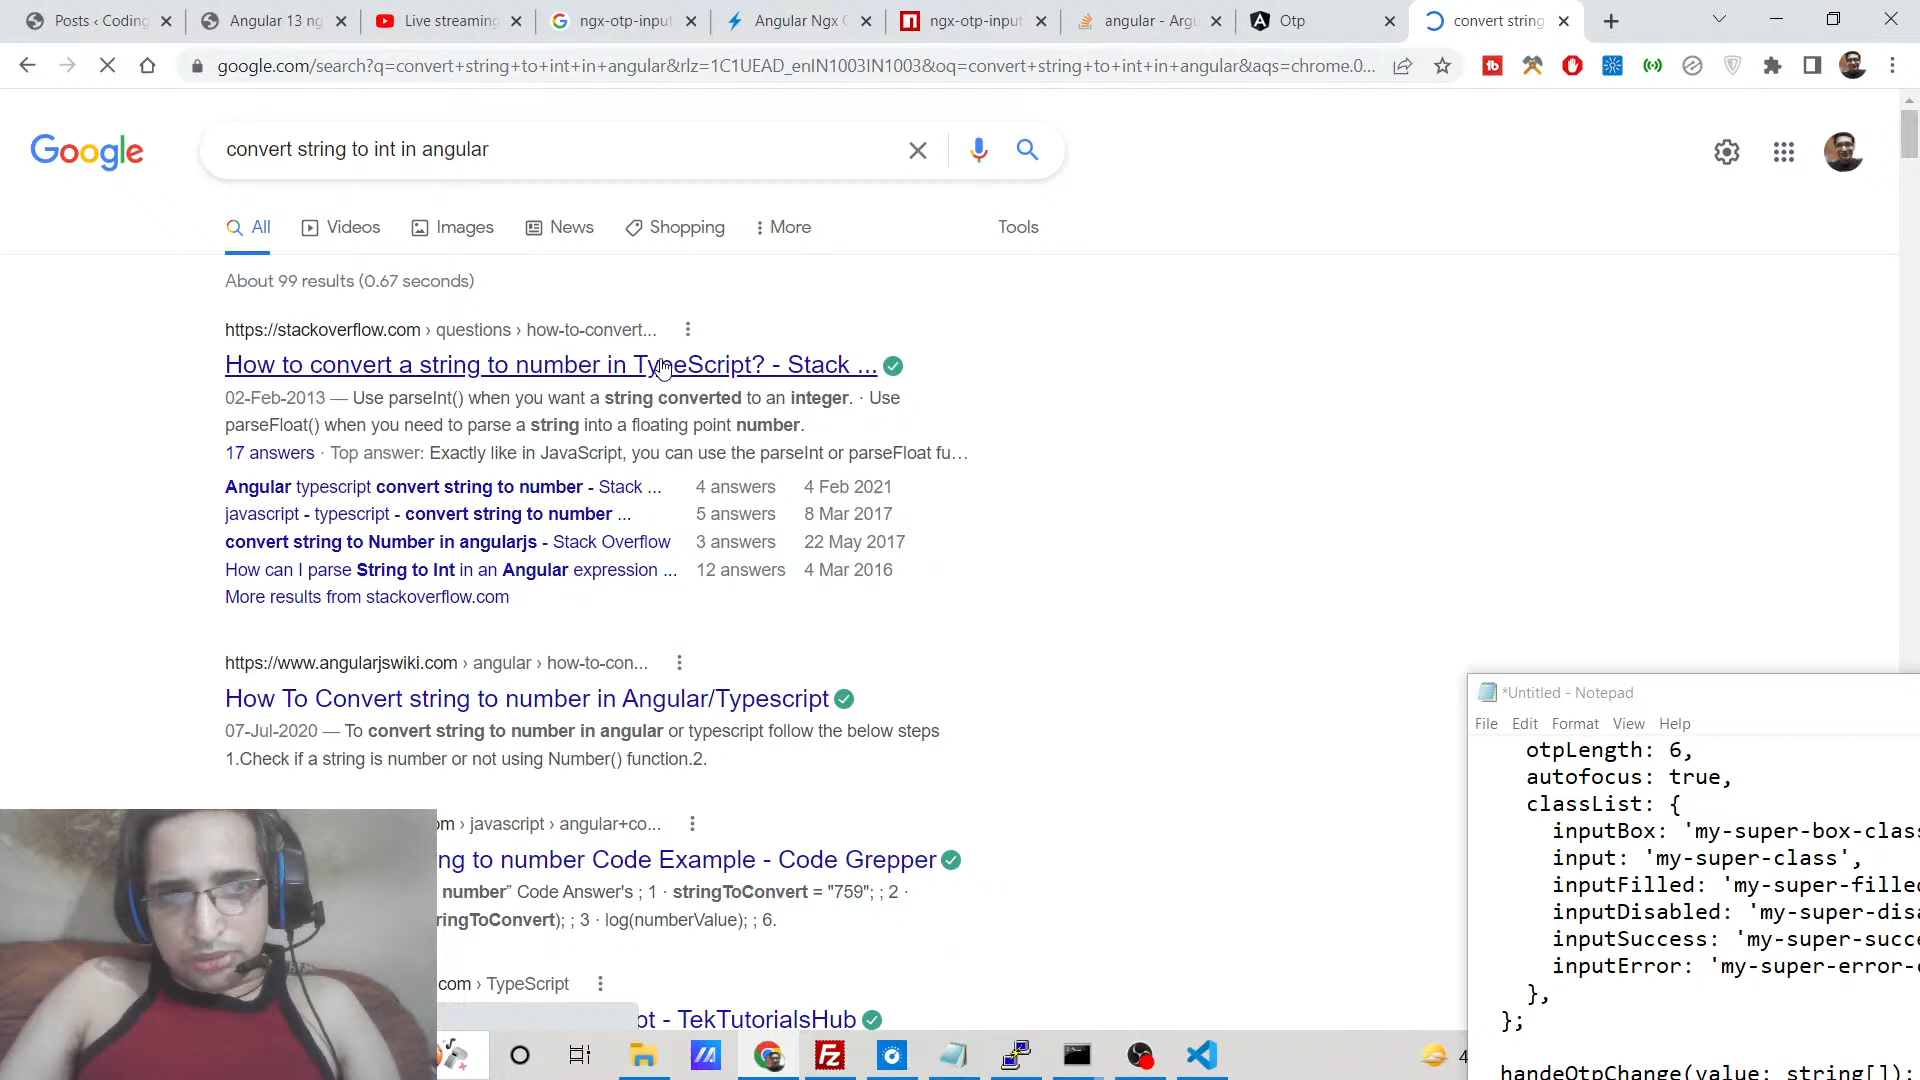 Posts ‹ Coding
Angular 13 ng
Live streaming
ngx-otp-input
Angular Ngx
ngx-otp-input
angular - Argu
Otp
convert string
google.com/search?q=convert+string+to+int+in+angular&rlz=1C1UEAD_enIN1003IN1003&oq=convert+string+to+int+in+angular&aqs=chrome.0...
Google
convert string to int in angular
All
Videos
Images
News
Shopping
More
Tools
About 99 results (0.67 seconds)
https://stackoverflow.com › questions › how-to-convert...
How to convert a string to number in TypeScript? - Stack ...
02-Feb-2013 — Use parseInt() when you want a string converted to an integer. · Use
parseFloat() when you need to parse a string into a floating point number.
17 answers · Top answer: Exactly like in JavaScript, you can use the parseInt or parseFloat fu…
Angular typescript convert string to number - Stack ... 4 answers 4 Feb 2021
javascript - typescript - convert string to number ... 5 answers 8 Mar 2017
convert string to Number in angularjs - Stack Overflow 3 answers 22 May 2017
How can I parse String to Int in an Angular expression ... 12 answers 4 Mar 2016
More results from stackoverflow.com
https://www.angularjswiki.com › angular › how-to-con...
How To Convert string to number in Angular/Typescript
07-Jul-2020 — To convert string to number in angular or typescript follow the below steps
1.Check if a string is number or not using Number() function.2.
om › javascript › angular+co...
ng to number Code Example - Code Grepper
number” Code Answer's ; 1 · stringToConvert = "759"; ; 2 ·
ringToConvert); ; 3 · log(numberValue); ; 6.
com › TypeScript
pt - TekTutorialsHub
*Untitled - Notepad
File Edit Format View Help
otpLength: 6,
autofocus: true,
classList: {
inputBox: 'my-super-box-clas
input: 'my-super-class',
inputFilled: 'my-super-filled
inputDisabled: 'my-super-disa
inputSuccess: 'my-super-succe
inputError: 'my-super-error-
},
};
handeOtpChange(value: string[]):
4